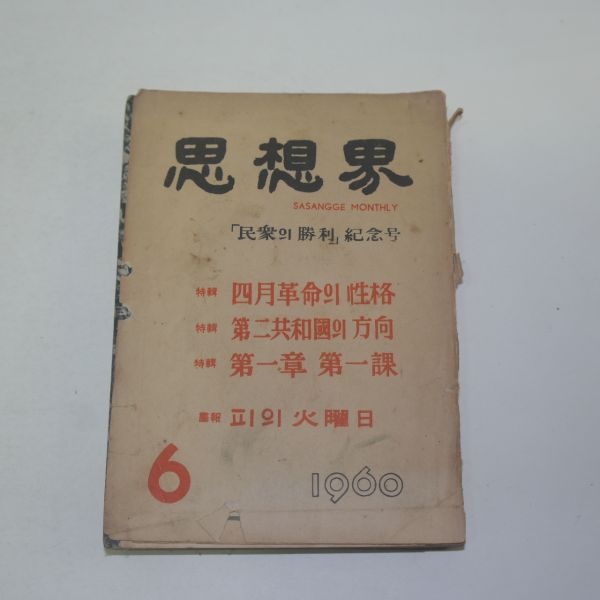 思想界
SASANGGE MONTHLY
「民衆의 勝利」紀念号
特輯 四月革命의 性格
特輯 第二共和國의 方向
特輯 第一章 第一課
畫報 피의 火曜日
6 1960